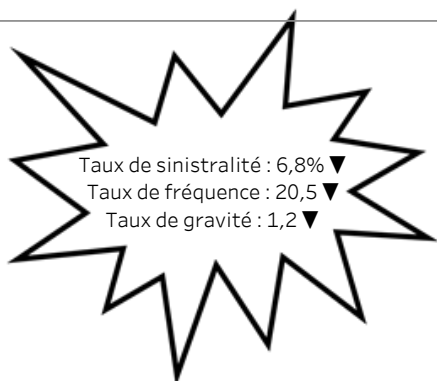 Taux de sinistralité : 6,8% ▼
Taux de fréquence : 20,5 ▼
Taux de gravité : 1,2 ▼